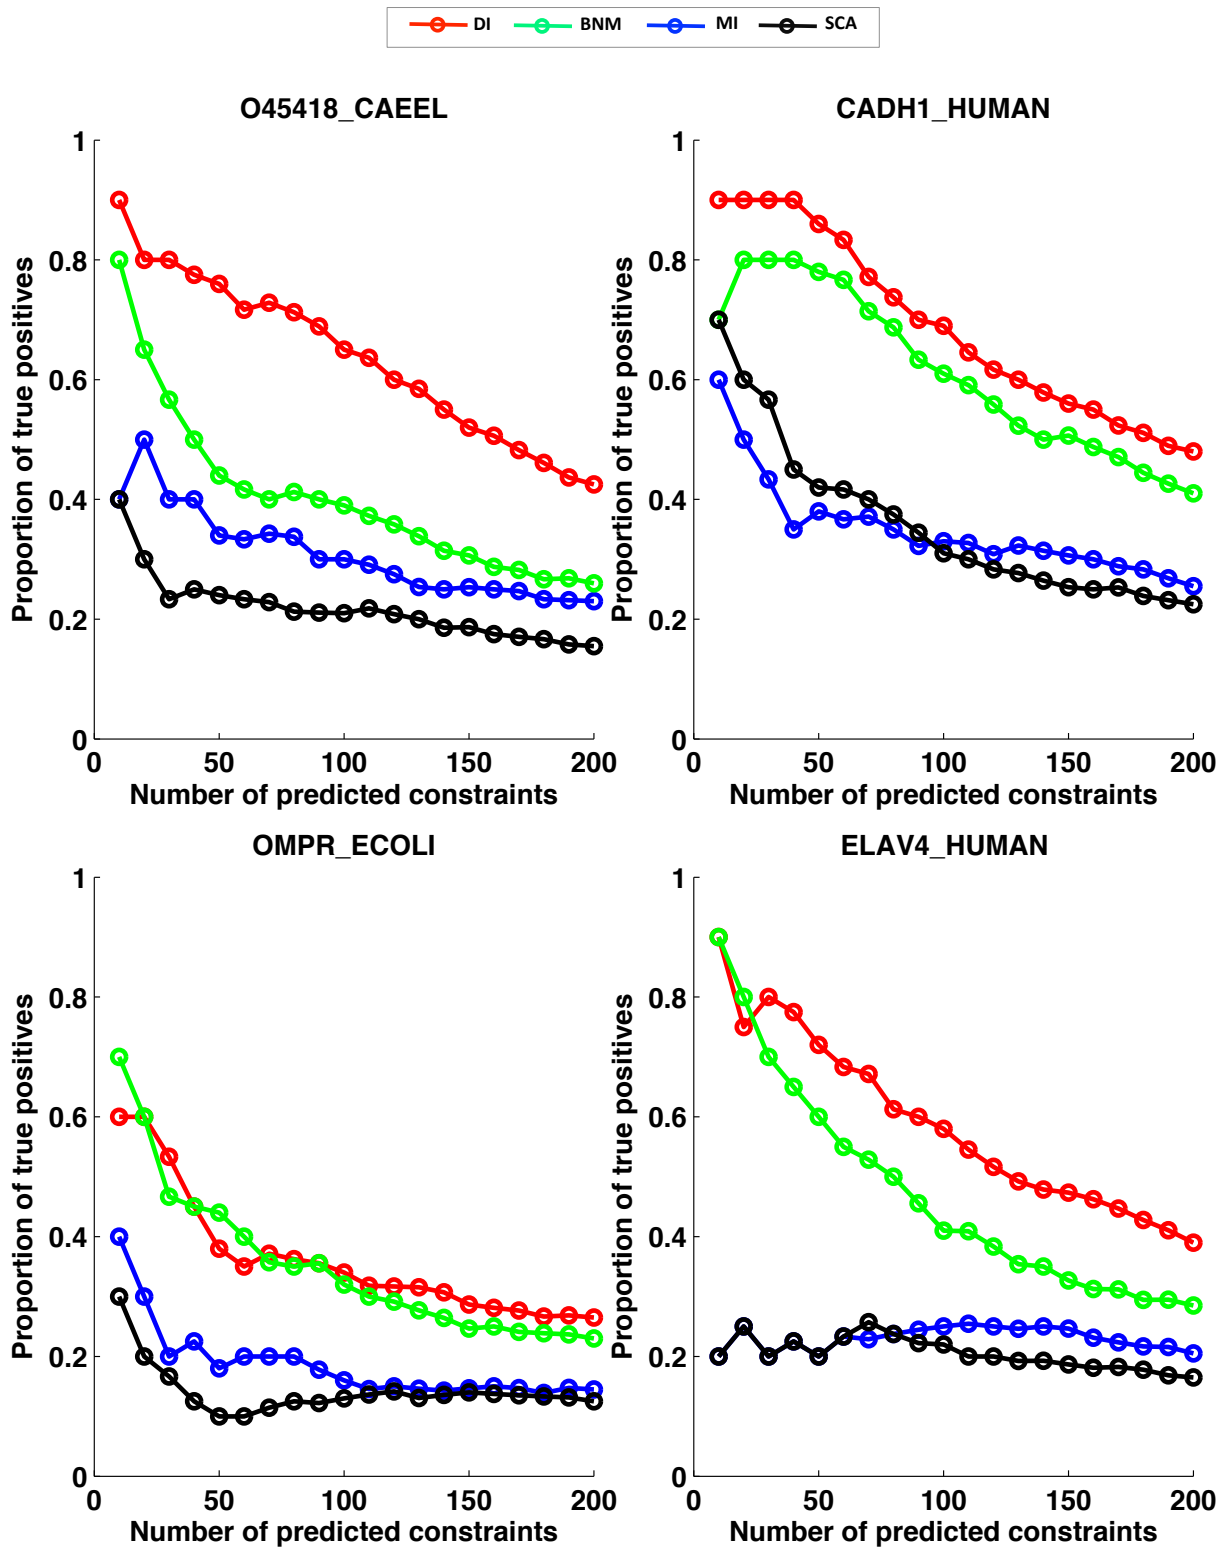 DI BNM MI SCA
O45418_CAEEL
1
0.8
0.6
0.4
0.2
0
0 50 100 150 200
Proportion of true positives
Number of predicted constraints
CADH1_HUMAN
1
0.8
0.6
0.4
0.2
0
0 50 100 150 200
Proportion of true positives
Number of predicted constraints
OMPR_ECOLI
1
0.8
0.6
0.4
0.2
0
0 50 100 150 200
Proportion of true positives
Number of predicted constraints
ELAV4_HUMAN
1
0.8
0.6
0.4
0.2
0
0 50 100 150 200
Proportion of true positives
Number of predicted constraints